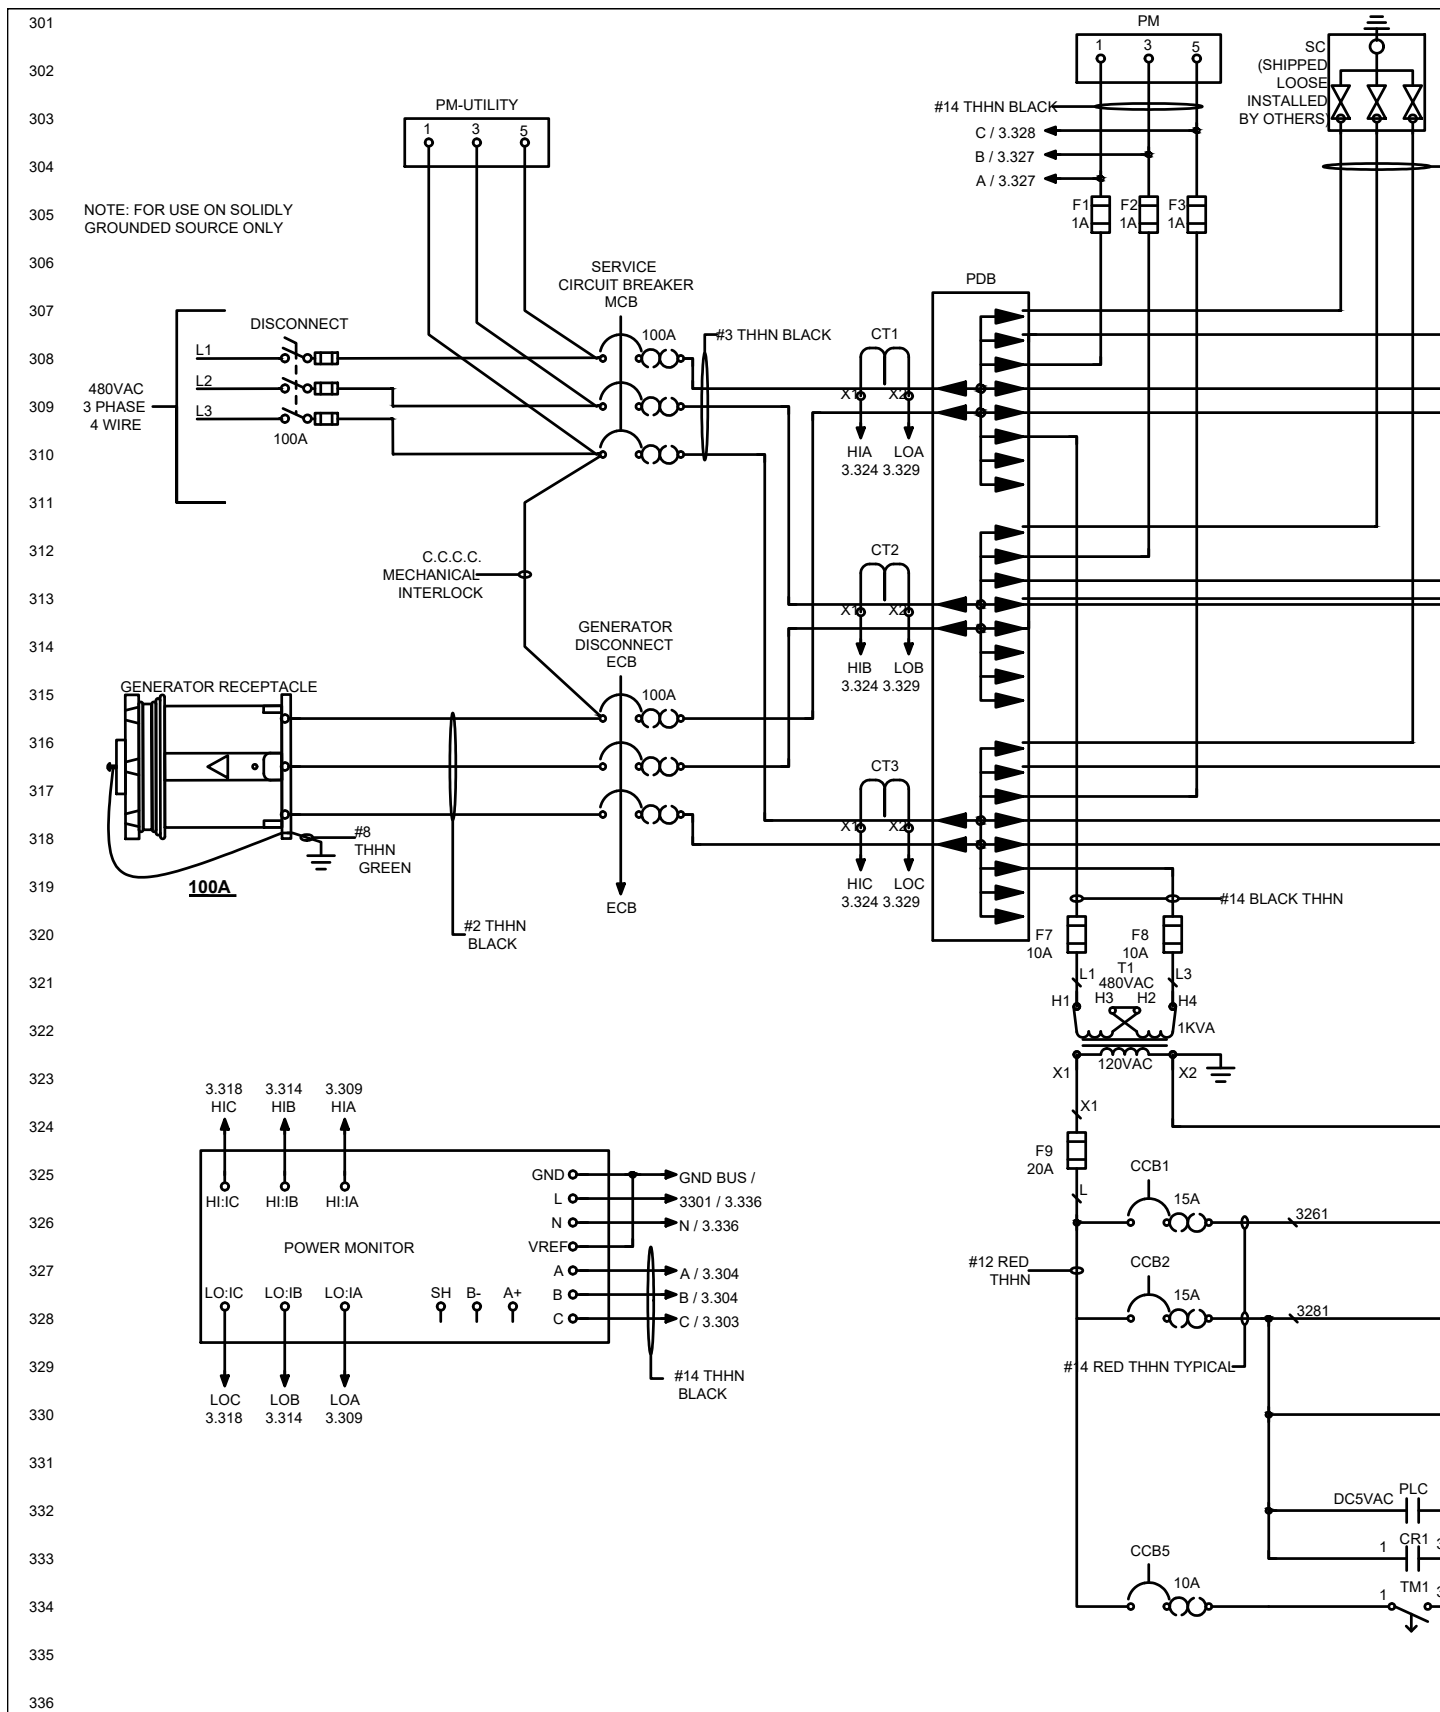 301
302
303
304
305
306
307
308
309
310
311
312
313
314
315
316
317
318
319
320
321
322
323
324
325
326
327
328
329
330
331
332
333
334
335
336
NOTE: FOR USE ON SOLIDLY
GROUNDED SOURCE ONLY
PM-UTILITY
1 3 5
SERVICE
CIRCUIT BREAKER
MCB
100A
#3 THHN BLACK
DISCONNECT
L1
L2
L3
100A
480VAC
3 PHASE
4 WIRE
C.C.C.C.
MECHANICAL
INTERLOCK
GENERATOR
DISCONNECT
ECB
100A
ECB
GENERATOR RECEPTACLE
#8
THHN
GREEN
100A
#2 THHN
BLACK
PM
1 3 5
#14 THHN BLACK
C / 3.328
B / 3.327
A / 3.327
F1
1A
F2
1A
F3
1A
SC
(SHIPPED
LOOSE
INSTALLED
BY OTHERS)
PDB
CT1
X1 X2
HIA LOA
3.324 3.329
CT2
X1 X2
HIB LOB
3.324 3.329
CT3
X1 X2
HIC LOC
3.324 3.329
#14 BLACK THHN
F7
10A
F8
10A
T1
480VAC
L1
L3
H1 H3 H2 H4
1KVA
120VAC
X1 X2
X1
F9
20A
L
CCB1
15A
3261
#12 RED
THHN
CCB2
15A
3281
#14 RED THHN TYPICAL
DC5VAC PLC
1 CR1 3
CCB5
10A
1 TM1 3
3.318 3.314 3.309
HIC HIB HIA
HI:IC HI:IB HI:IA
POWER MONITOR
LO:IC LO:IB LO:IA
SH B- A+
GND
L
N
VREF
A
B
C
GND BUS /
3301 / 3.336
N / 3.336
A / 3.304
B / 3.304
C / 3.303
#14 THHN
BLACK
LOC LOB LOA
3.318 3.314 3.309